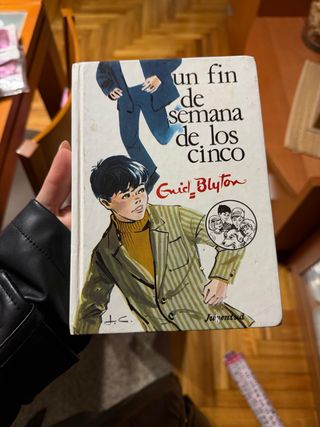 un fin
de
semana
de los
cinco
Enid Blyton
J. C.
Juventud